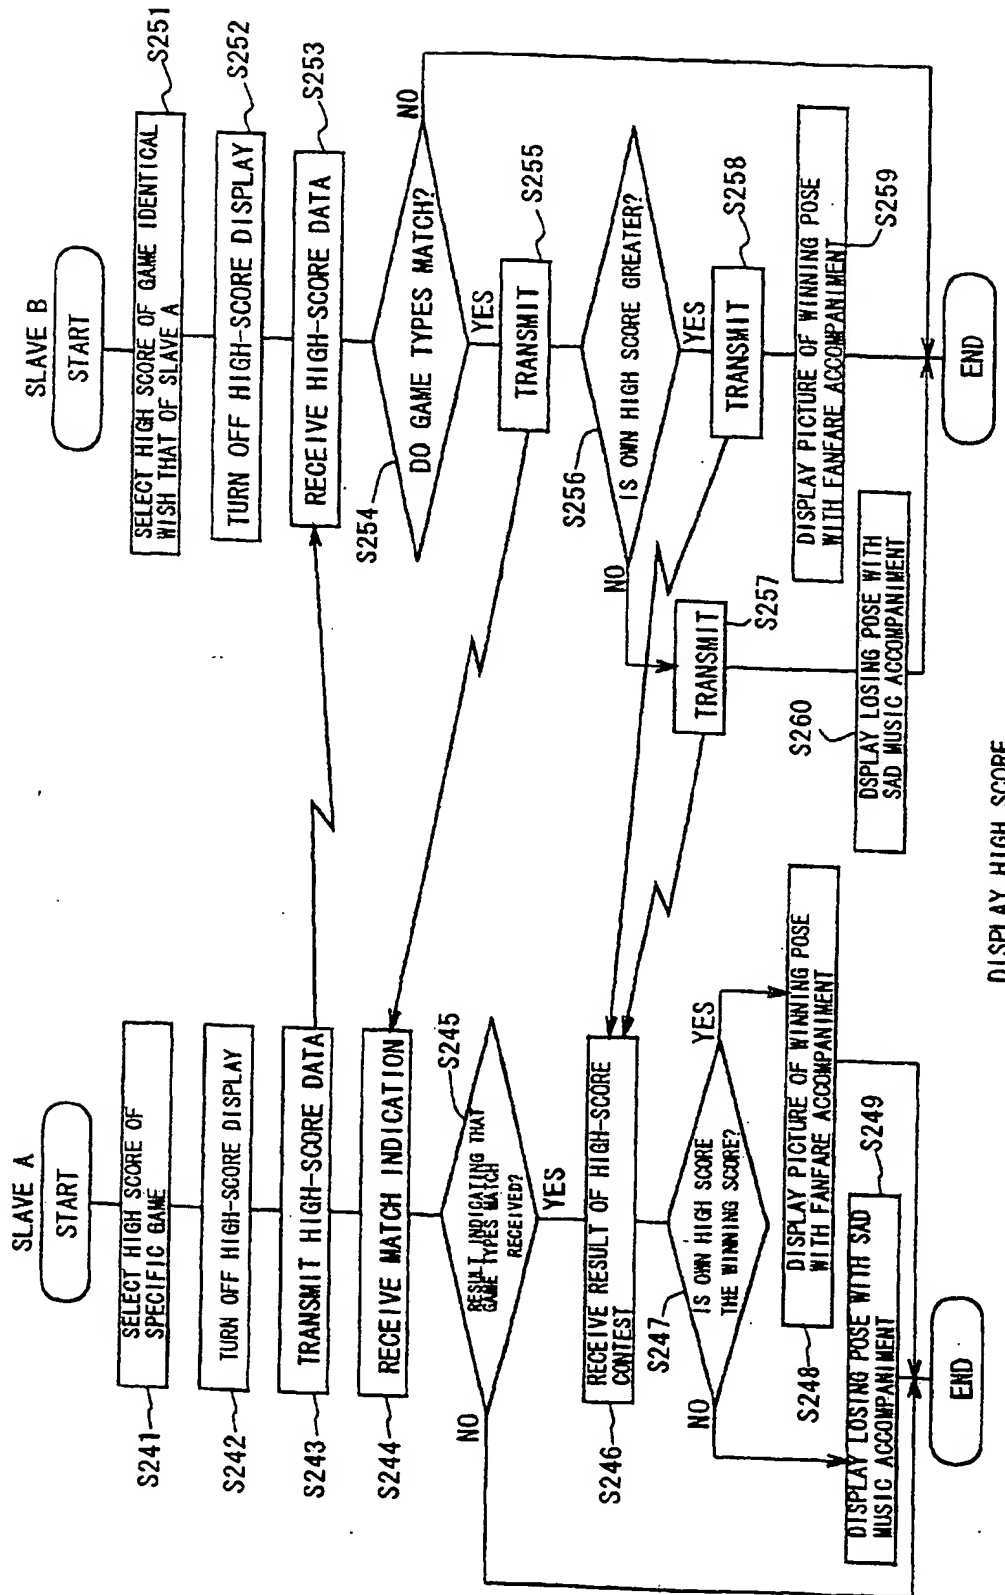 SLAVE A
START
SELECT HIGH SCORE OF
SPECIFIC GAME
S241
TURN OFF HIGH-SCORE DISPLAY
S242
TRANSMIT HIGH-SCORE DATA
S243
RECEIVE MATCH INDICATION
S244
S245
RESULT INDICATING THAT
GAME TYPES MATCH
RECEIVED?
NO
YES
RECEIVE RESULT OF HIGH-SCORE
CONTEST
S246
S247
IS OWN HIGH SCORE
THE WINNING SCORE?
YES
NO
DISPLAY PICTURE OF WINNING POSE
WITH FANFARE ACCOMPANIMENT
S248
S249
DISPLAY LOSING POSE WITH SAD
MUSIC ACCOMPANIMENT
END
SLAVE B
START
SELECT HIGH SCORE OF GAME IDENTICAL
WISH THAT OF SLAVE A
S251
TURN OFF HIGH-SCORE DISPLAY
S252
RECEIVE HIGH-SCORE DATA
S253
S254
DO GAME TYPES MATCH?
NO
YES
TRANSMIT
S255
S256
IS OWN HIGH SCORE GREATER?
NO
YES
TRANSMIT
S257
TRANSMIT
S258
DISPLAY PICTURE OF WINNING POSE
WITH FANFARE ACCOMPANIMENT
S259
S260
DSPLAY LOSING POSE WITH
SAD MUSIC ACCOMPANIMENT
END
DISPLAY HIGH SCORE